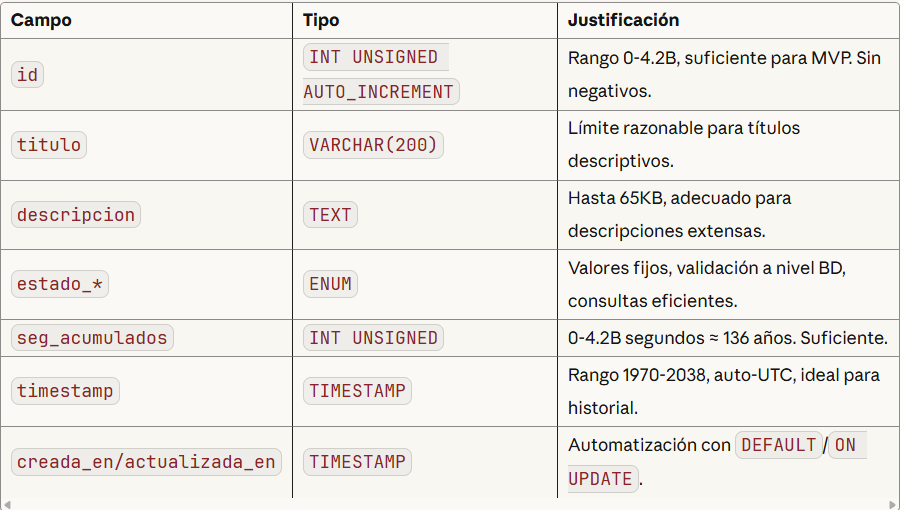 Campo Tipo Justificación
id INT UNSIGNED AUTO_INCREMENT Rango 0-4.2B, suficiente para MVP. Sin
negativos.
titulo VARCHAR(200) Límite razonable para títulos
descriptivos.
descripcion TEXT Hasta 65KB, adecuado para
descripciones extensas.
estado_* ENUM Valores fijos, validación a nivel BD,
consultas eficientes.
seg_acumulados INT UNSIGNED 0-4.2B segundos ≈ 136 años. Suficiente.
timestamp TIMESTAMP Rango 1970-2038, auto-UTC, ideal para
historial.
creada_en/actualizada_en TIMESTAMP Automatización con DEFAULT/ON
UPDATE.